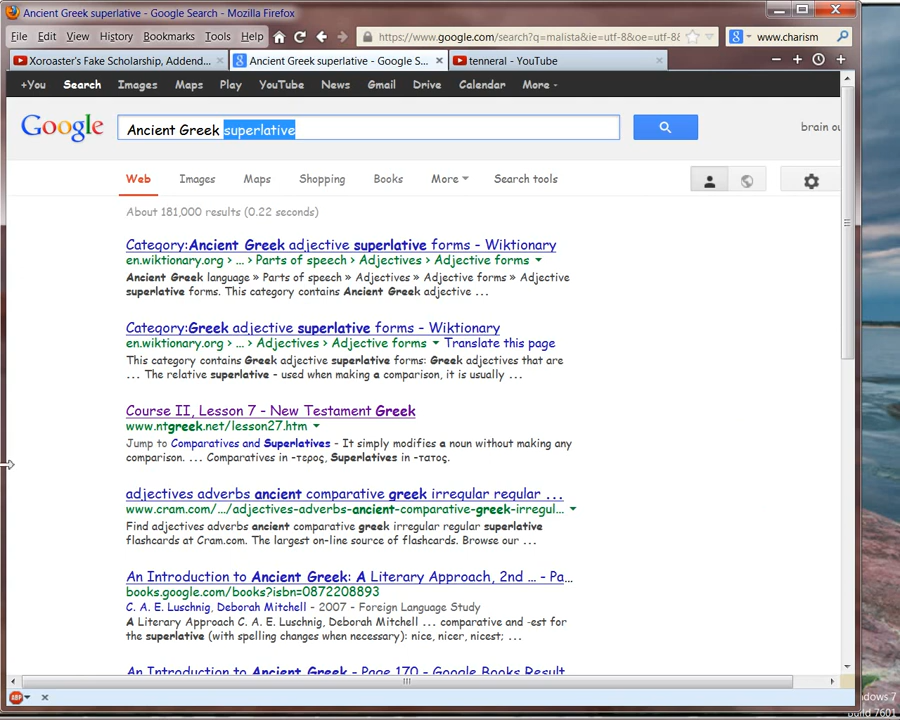 Ancient Greek superlative - Google Search - Mozilla Firefox
File Edit View History Bookmarks Tools Help https://www.google.com/search?q=malista&ie=utf-8&oe=utf-8& www.charism
Xoroaster's Fake Scholarship, Addend... Ancient Greek superlative - Google S... tenneral - YouTube
+You Search Images Maps Play YouTube News Gmail Drive Calendar More
Google Ancient Greek superlative brain ou
Web Images Maps Shopping Books More Search tools
About 181,000 results (0.22 seconds)
Category:Ancient Greek adjective superlative forms - Wiktionary
en.wiktionary.org › ... › Parts of speech › Adjectives › Adjective forms
Ancient Greek language » Parts of speech » Adjectives » Adjective forms » Adjective
superlative forms. This category contains Ancient Greek adjective ...
Category:Greek adjective superlative forms - Wiktionary
en.wiktionary.org › ... › Adjectives › Adjective forms Translate this page
This category contains Greek adjective superlative forms: Greek adjectives that are
... The relative superlative - used when making a comparison, it is usually ...
Course II, Lesson 7 - New Testament Greek
www.ntgreek.net/lesson27.htm
Jump to Comparatives and Superlatives - It simply modifies a noun without making any
comparison. ... Comparatives in -τερος, Superlatives in -τατος.
adjectives adverbs ancient comparative greek irregular regular ...
www.cram.com/.../adjectives-adverbs-ancient-comparative-greek-irregul...
Find adjectives adverbs ancient comparative greek irregular regular superlative
flashcards at Cram.com. The largest on-line source of flashcards. Browse our ...
An Introduction to Ancient Greek: A Literary Approach, 2nd ... - Pa...
books.google.com/books?isbn=0872208893
C. A. E. Luschnig, Deborah Mitchell - 2007 - Foreign Language Study
A Literary Approach C. A. E. Luschnig, Deborah Mitchell ... comparative and -est for
the superlative (with spelling changes when necessary): nice, nicer, nicest; ...
An Introduction to Ancient Greek - Page 170 - Google Books Result
ABP
ndows 7
Build 7601